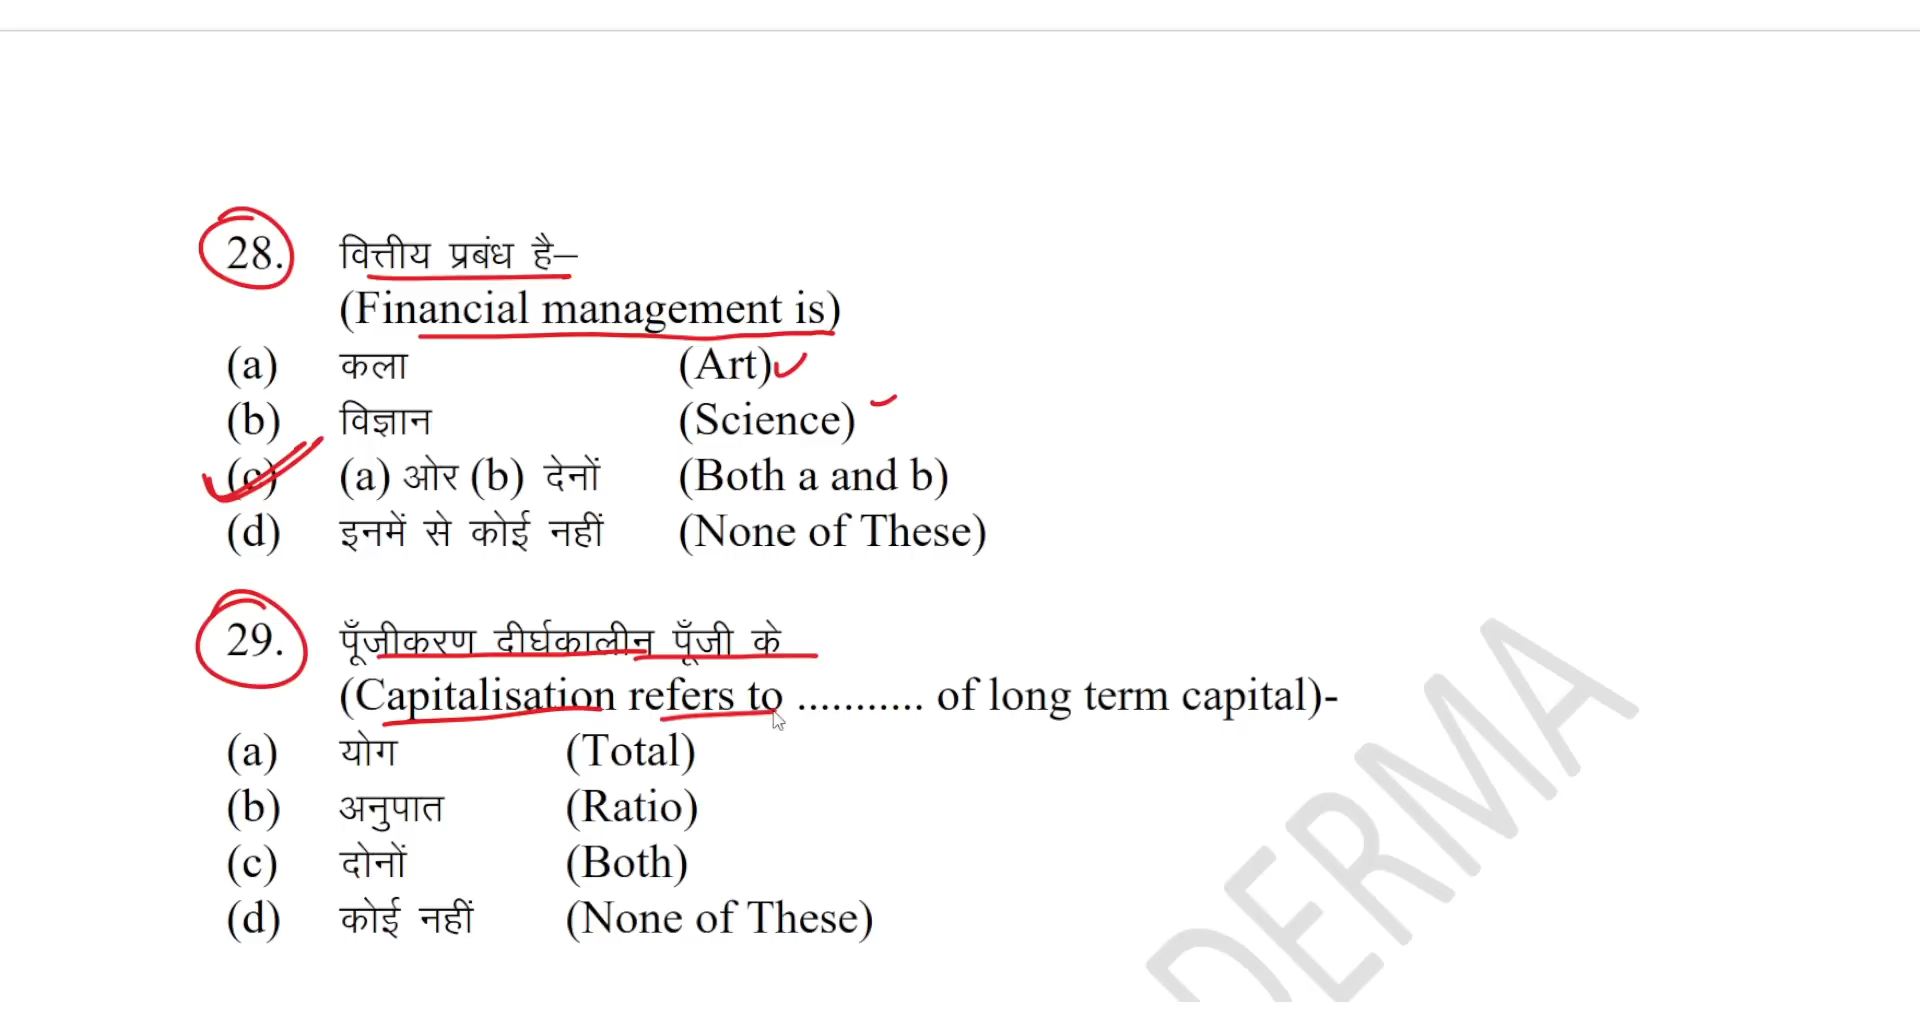 28. वित्तीय प्रबंध है–
(Financial management is)
(a) कला (Art)
(b) विज्ञान (Science)
(c) (a) ओर (b) देनों (Both a and b)
(d) इनमें से कोई नहीं (None of These)
29. पूँजीकरण दीर्घकालीन पूँजी के
(Capitalisation refers to ........... of long term capital)-
(a) योग (Total)
(b) अनुपात (Ratio)
(c) दोनों (Both)
(d) कोई नहीं (None of These)
DERMA